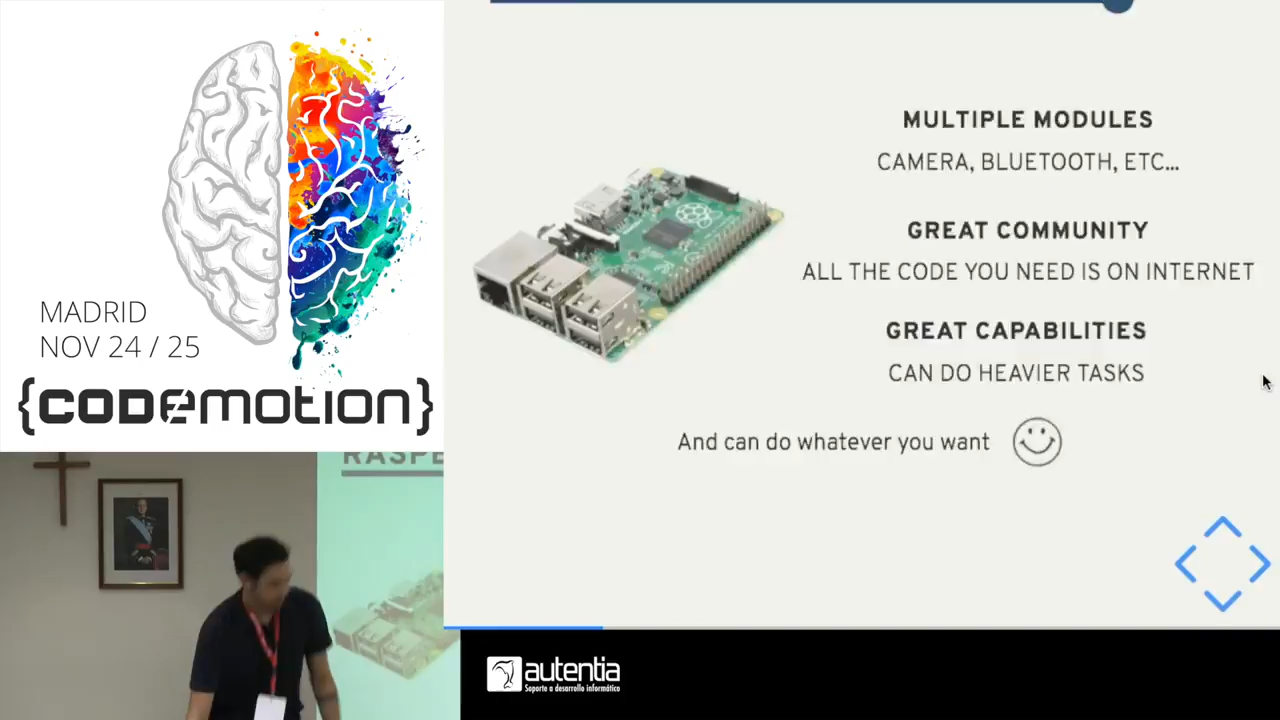 MADRID
NOV 24 / 25
{codemotion}
MULTIPLE MODULES
CAMERA, BLUETOOTH, ETC...
GREAT COMMUNITY
ALL THE CODE YOU NEED IS ON INTERNET
GREAT CAPABILITIES
CAN DO HEAVIER TASKS
And can do whatever you want
RASPB
autentia
Soporte a desarrollo informático